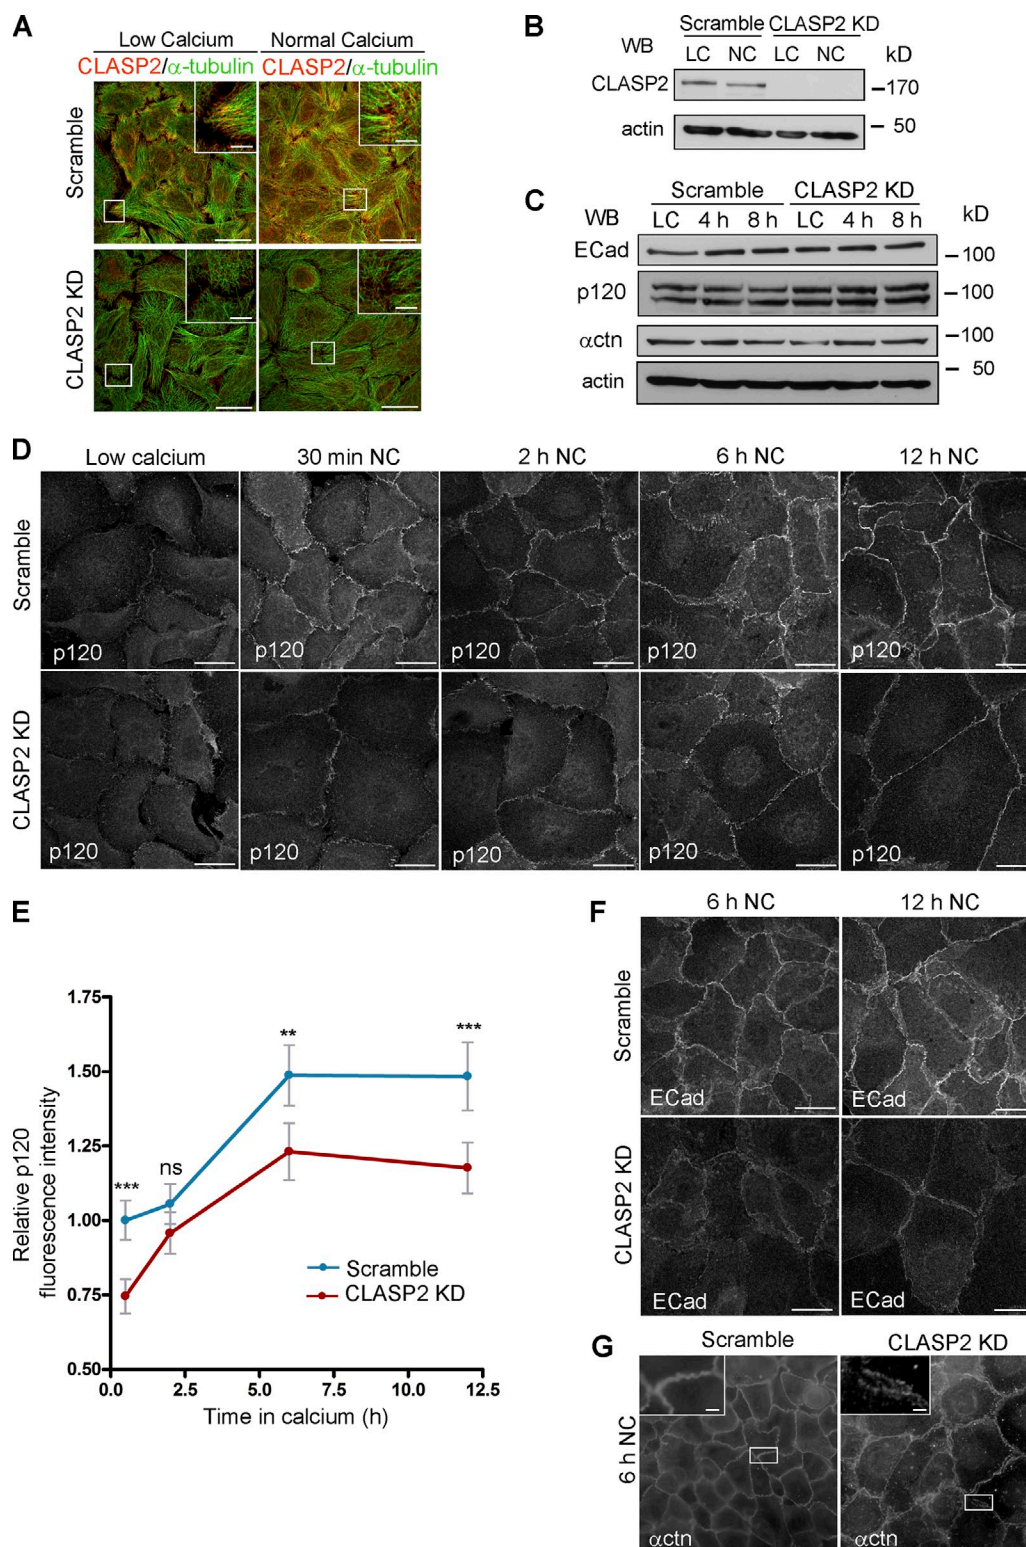 A
Low Calcium Normal Calcium
CLASP2/α-tubulin CLASP2/α-tubulin
Scramble
CLASP2 KD
B
Scramble CLASP2 KD
WB LC NC LC NC kD
CLASP2 –170
actin – 50
C
Scramble CLASP2 KD
WB LC 4 h 8 h LC 4 h 8 h kD
ECad – 100
p120 – 100
αctn – 100
actin – 50
D
Low calcium 30 min NC 2 h NC 6 h NC 12 h NC
Scramble
p120 p120 p120 p120 p120
CLASP2 KD
p120 p120 p120 p120 p120
E
Relative p120
fluorescence intensity
1.75
1.50
1.25
1.00
0.75
0.50
*** ns ** ***
Scramble
CLASP2 KD
0.0 2.5 5.0 7.5 10.0 12.5
Time in calcium (h)
F
6 h NC 12 h NC
Scramble
ECad ECad
CLASP2 KD
ECad ECad
G
Scramble CLASP2 KD
6 h NC
αctn αctn